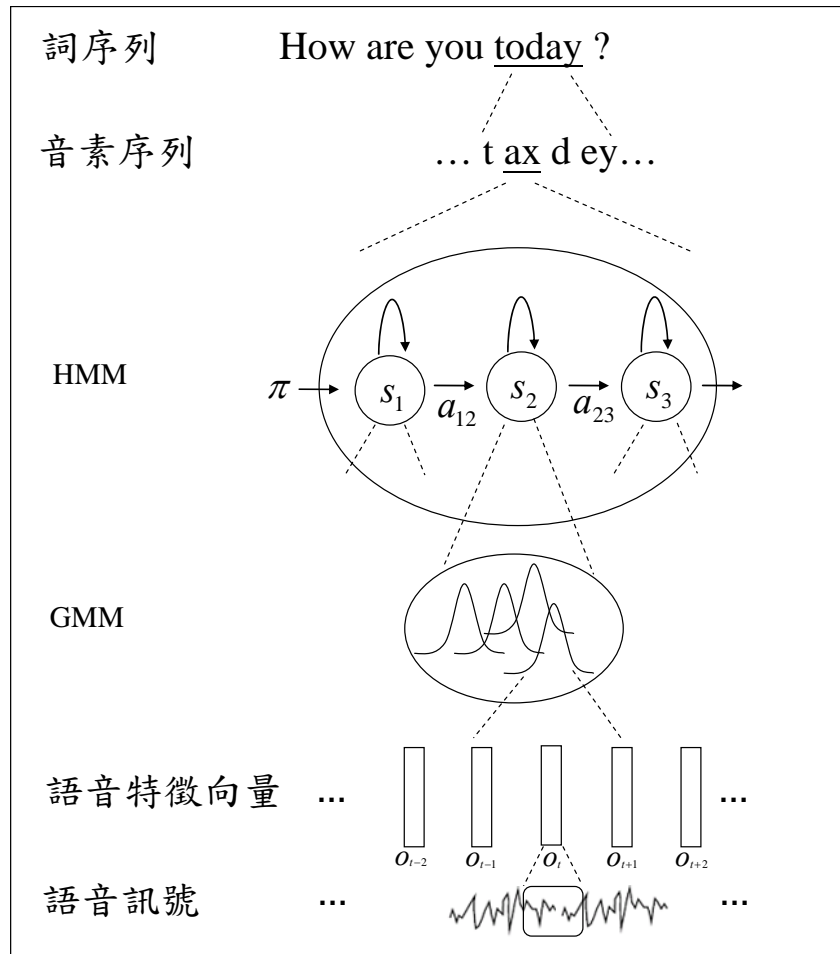 詞序列 How are you today ?
音素序列 … t ax d ey…
HMM π s₁ a₁₂ s₂ a₂₃ s₃
GMM
語音特徵向量 ... ...
oₜ₋₂ oₜ₋₁ oₜ oₜ₊₁ oₜ₊₂
語音訊號 ... ...